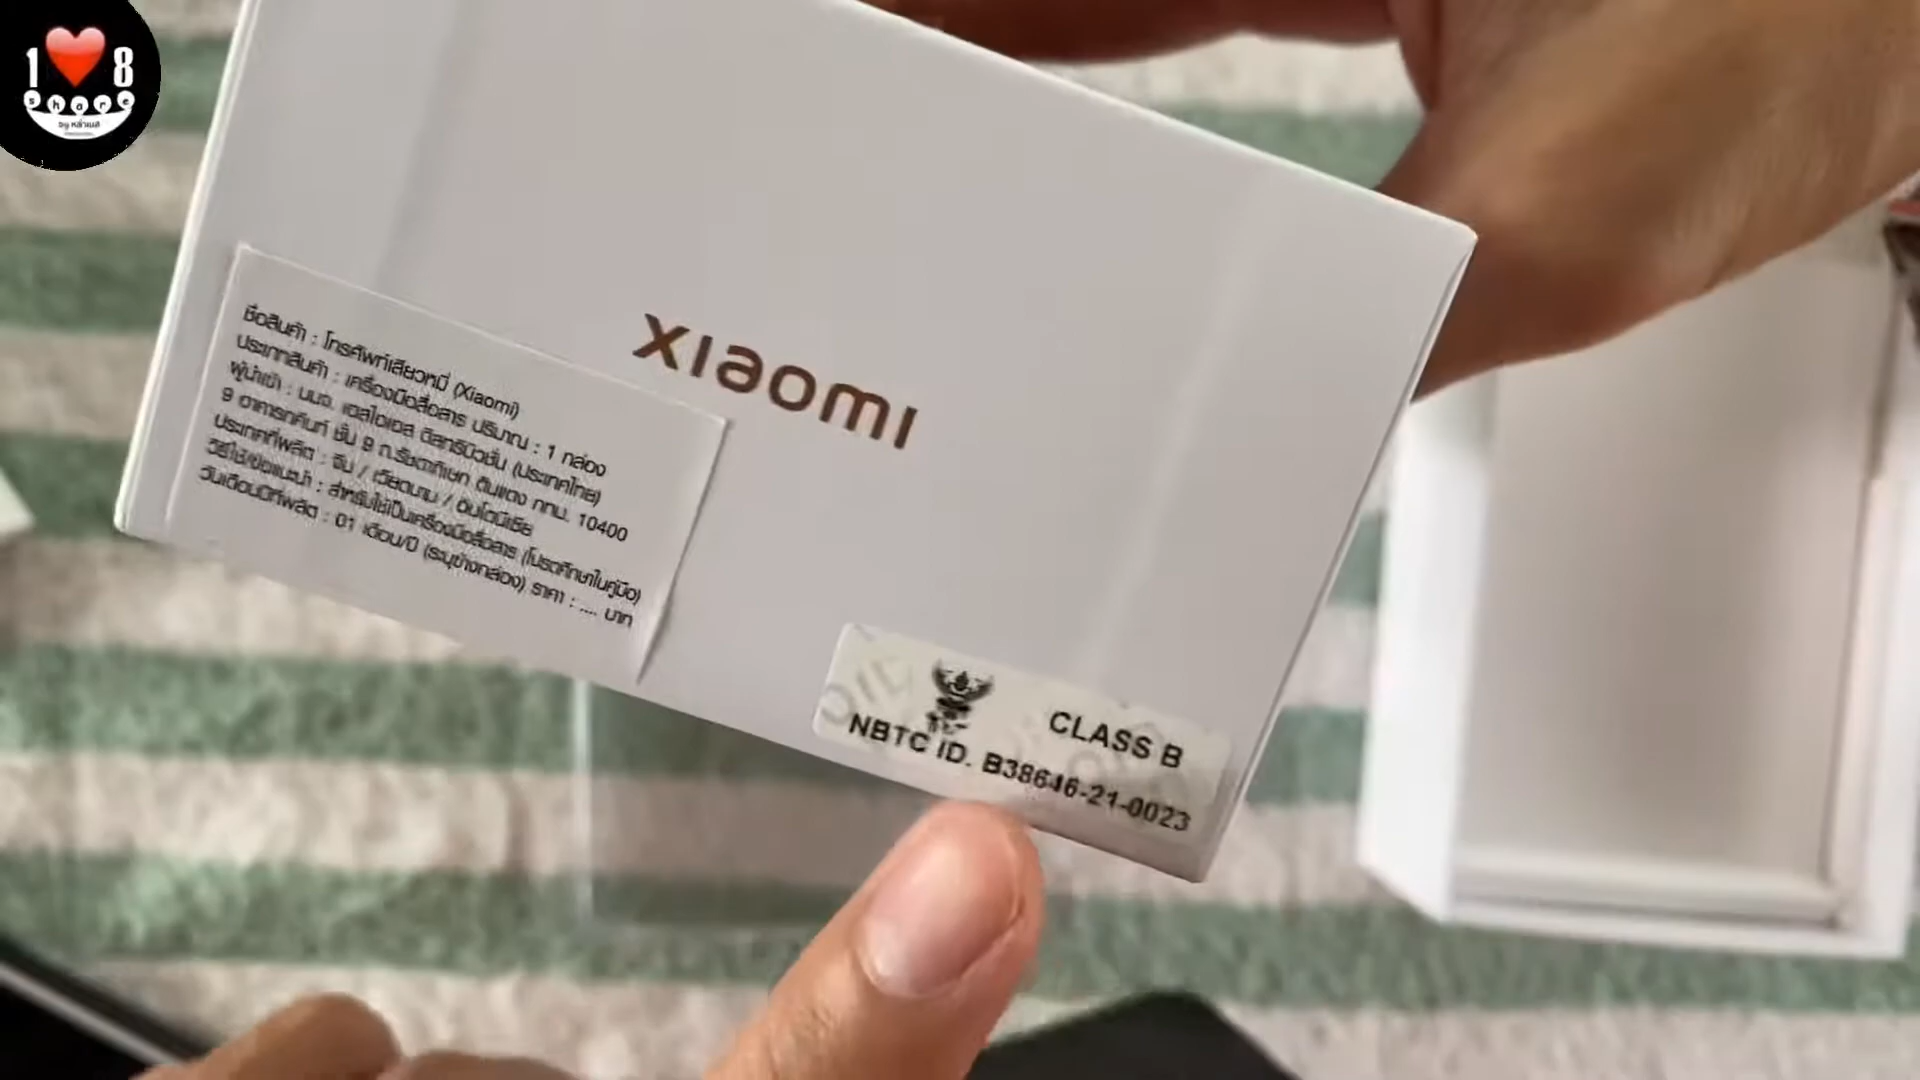 1 8
share
by หล่าเมส
xiaomi
ชื่อสินค้า : โทรศัพท์เสียวหมี่ (Xiaomi)
ประเภทสินค้า : เครื่องมือสื่อสาร ปริมาณ : 1 กล่อง
ผู้นำเข้า : บมจ. เอสไอเอส ดิสทริบิวชั่น (ประเทศไทย)
9 อาคารภคินท์ ชั้น 9 ถ.รัชดาภิเษก ดินแดง กทม. 10400
ประเทศที่ผลิต : จีน / เวียดนาม / อินโดนีเซีย
วิธีใช้/ข้อแนะนำ : สำหรับใช้เป็นเครื่องมือสื่อสาร (โปรดศึกษาในคู่มือ)
วันเดือนปีที่ผลิต : 01 เดือน/ปี (ระบุข้างกล่อง) ราคา : .... บาท
CLASS B
NBTC ID. B38646-21-0023